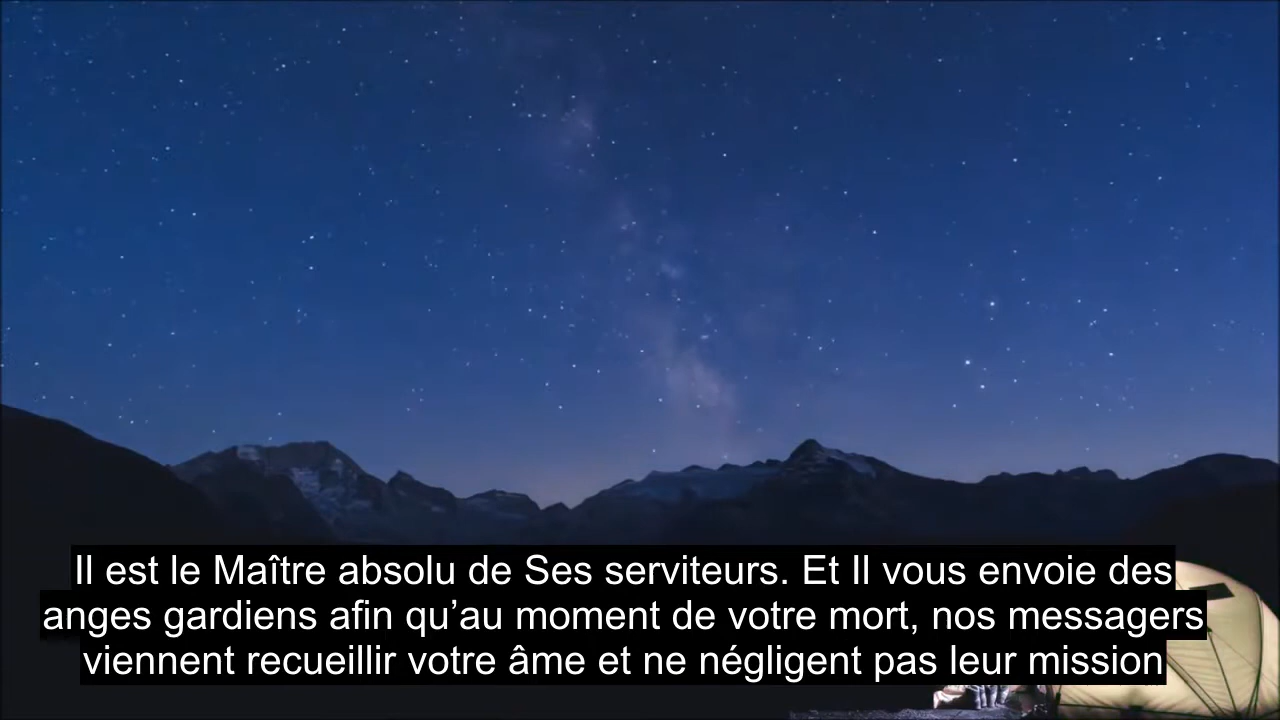 Il est le Maître absolu de Ses serviteurs. Et Il vous envoie des
anges gardiens afin qu’au moment de votre mort, nos messagers
viennent recueillir votre âme et ne négligent pas leur mission